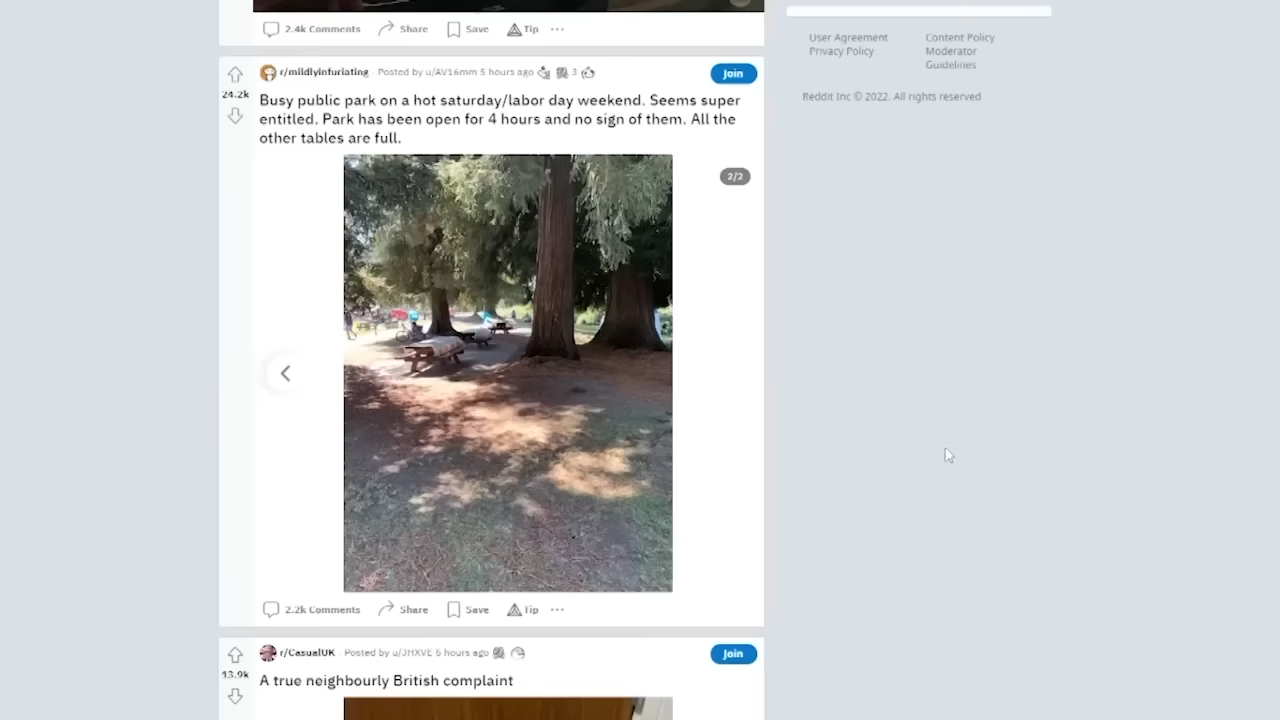 2.4k Comments Share Save Tip
User Agreement Content Policy
Privacy Policy Moderator
Guidelines
Reddit Inc © 2022. All rights reserved
r/mildlyinfuriating Posted by u/AV16mm 5 hours ago 3 Join
24.2k
Busy public park on a hot saturday/labor day weekend. Seems super
entitled. Park has been open for 4 hours and no sign of them. All the
other tables are full.
2/2
2.2k Comments Share Save Tip
r/CasualUK Posted by u/JHXVE 6 hours ago Join
13.9k
A true neighbourly British complaint